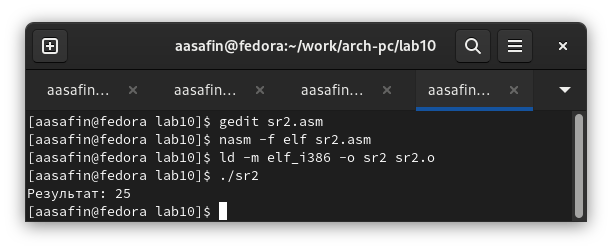 aasafin@fedora:~/work/arch-pc/lab10
aasafin... aasafin... aasafin... aasafin...
[aasafin@fedora lab10]$ gedit sr2.asm
[aasafin@fedora lab10]$ nasm -f elf sr2.asm
[aasafin@fedora lab10]$ ld -m elf_i386 -o sr2 sr2.o
[aasafin@fedora lab10]$ ./sr2
Результат: 25
[aasafin@fedora lab10]$